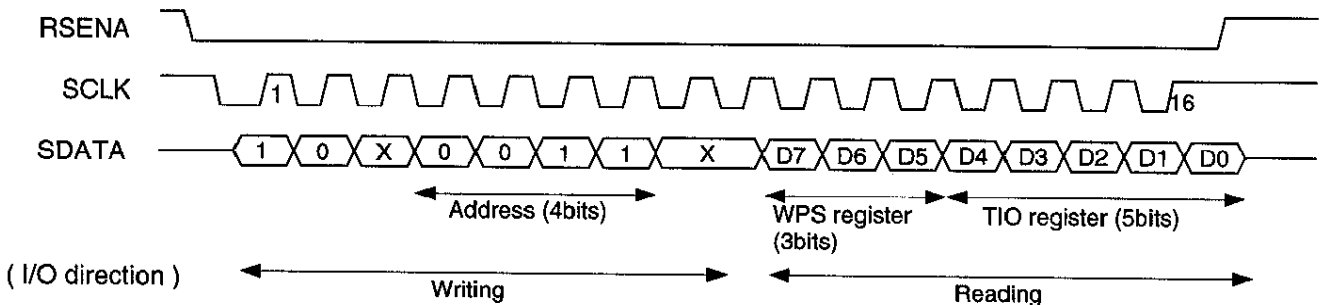 RSENA
SCLK 1 16
SDATA 1 0 X 0 0 1 1 X D7 D6 D5 D4 D3 D2 D1 D0
Address (4bits) WPS register TIO register (5bits)
(3bits)
( I/O direction ) Writing Reading